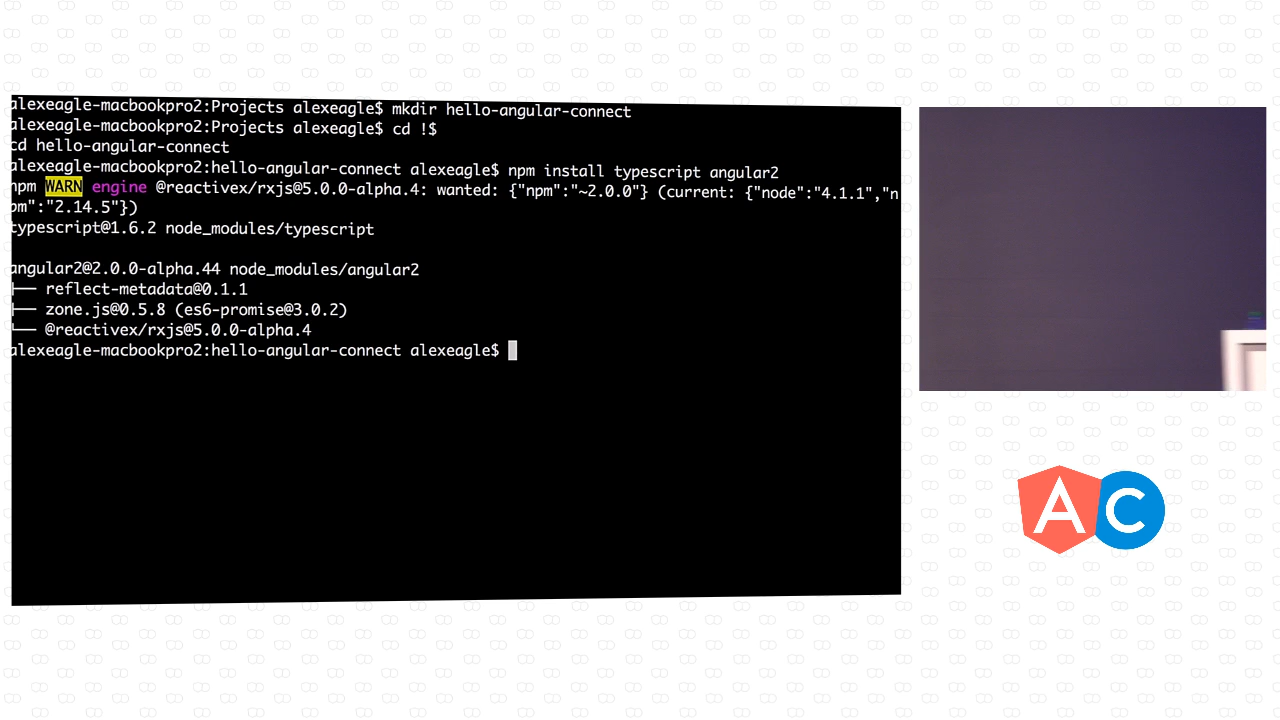 alexeagle-macbookpro2:Projects alexeagle$ mkdir hello-angular-connect
alexeagle-macbookpro2:Projects alexeagle$ cd !$
cd hello-angular-connect
alexeagle-macbookpro2:hello-angular-connect alexeagle$ npm install typescript angular2
npm WARN engine @reactivex/rxjs@5.0.0-alpha.4: wanted: {"npm":"~2.0.0"} (current: {"node":"4.1.1","n
pm":"2.14.5"})
typescript@1.6.2 node_modules/typescript
angular2@2.0.0-alpha.44 node_modules/angular2
├── reflect-metadata@0.1.1
├── zone.js@0.5.8 (es6-promise@3.0.2)
└── @reactivex/rxjs@5.0.0-alpha.4
alexeagle-macbookpro2:hello-angular-connect alexeagle$
A C